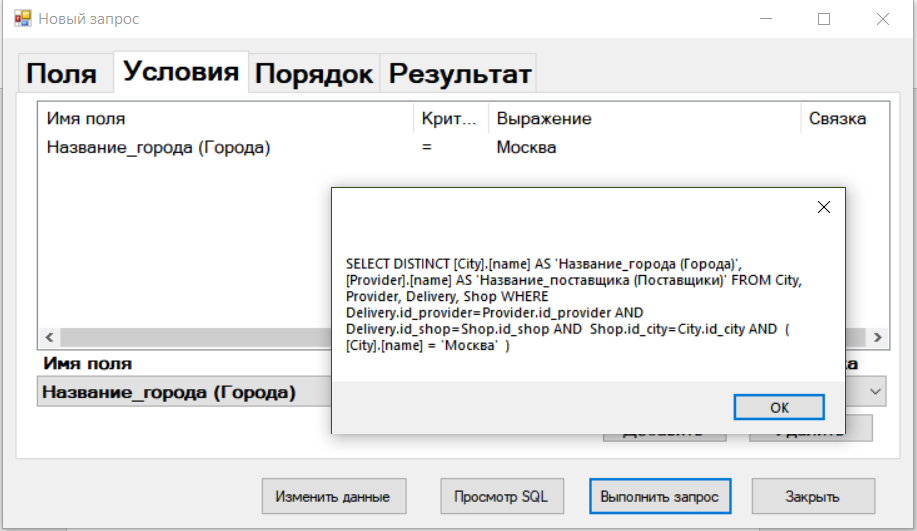 Новый запрос
Поля Условия Порядок Результат
Имя поля Крит... Выражение Связка
Название_города (Города) = Москва
SELECT DISTINCT [City].[name] AS 'Название_города (Города)',
[Provider].[name] AS 'Название_поставщика (Поставщики)' FROM City,
Provider, Delivery, Shop WHERE
Delivery.id_provider=Provider.id_provider AND
Delivery.id_shop=Shop.id_shop AND  Shop.id_city=City.id_city AND  (
[City].[name] = 'Москва'  )
OK
Имя поля
Название_города (Города)
Добавить Удалить
Изменить данные Просмотр SQL Выполнить запрос Закрыть